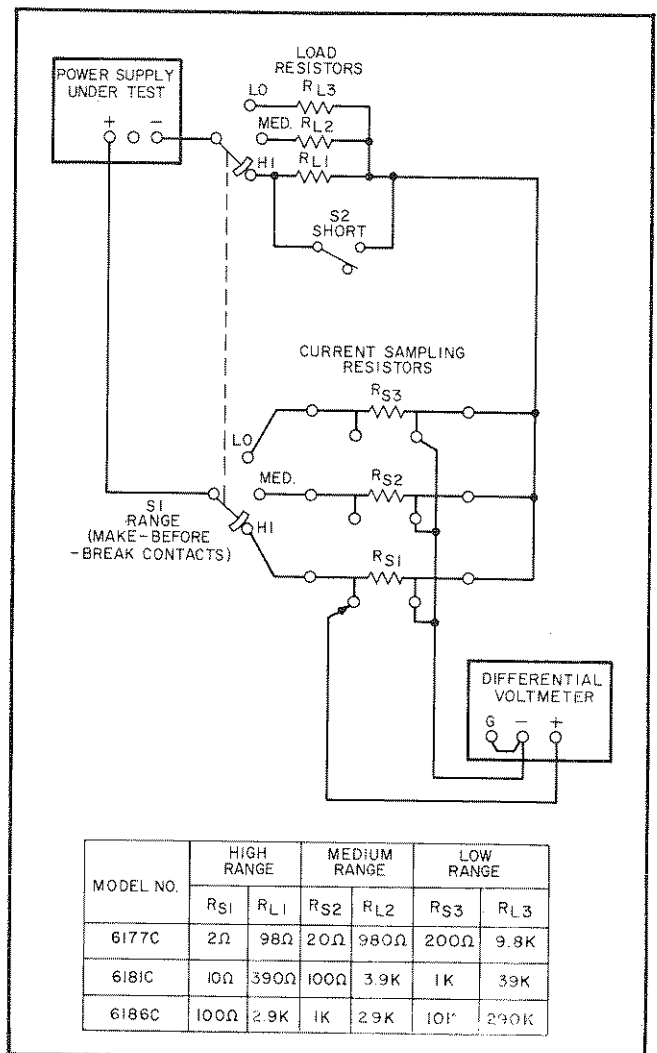 POWER SUPPLY
UNDER TEST
+ −
LOAD
RESISTORS
LO
RL3
MED.
RL2
HI
RL1
S2
SHORT
CURRENT SAMPLING
RESISTORS
RS3
LO
MED.
RS2
S1
RANGE
(MAKE-BEFORE
-BREAK CONTACTS)
HI
RS1
DIFFERENTIAL
VOLTMETER
G − +
MODEL NO. HIGH RANGE MEDIUM RANGE LOW RANGE
RS1 RL1 RS2 RL2 RS3 RL3
6177C 2Ω 98Ω 20Ω 980Ω 200Ω 9.8K
6181C 10Ω 390Ω 100Ω 3.9K 1K 39K
6186C 100Ω 2.9K 1K 29K 290K